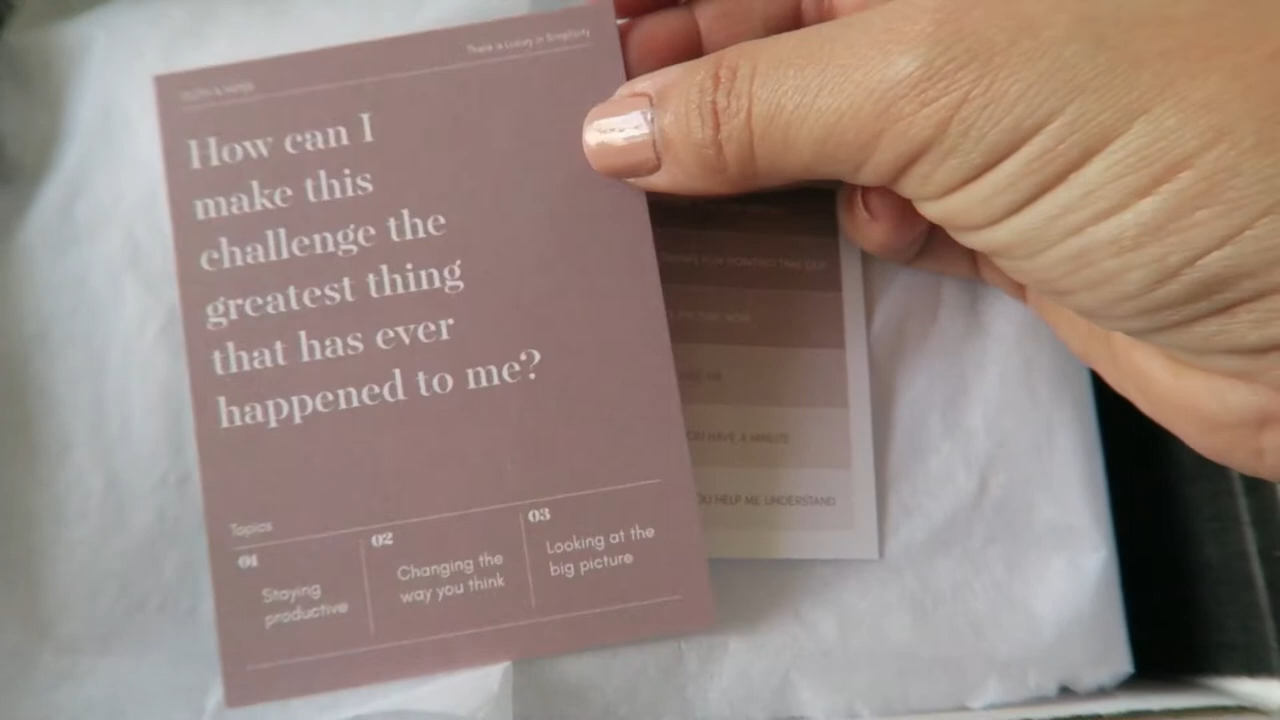 There is Luxury in Simplicity
How can I
make this
challenge the
greatest thing
that has ever
happened to me?
Topics
01
Staying
productive
02
Changing the
way you think
03
Looking at the
big picture
HAVE A MINUTE
HELP ME UNDERSTAND